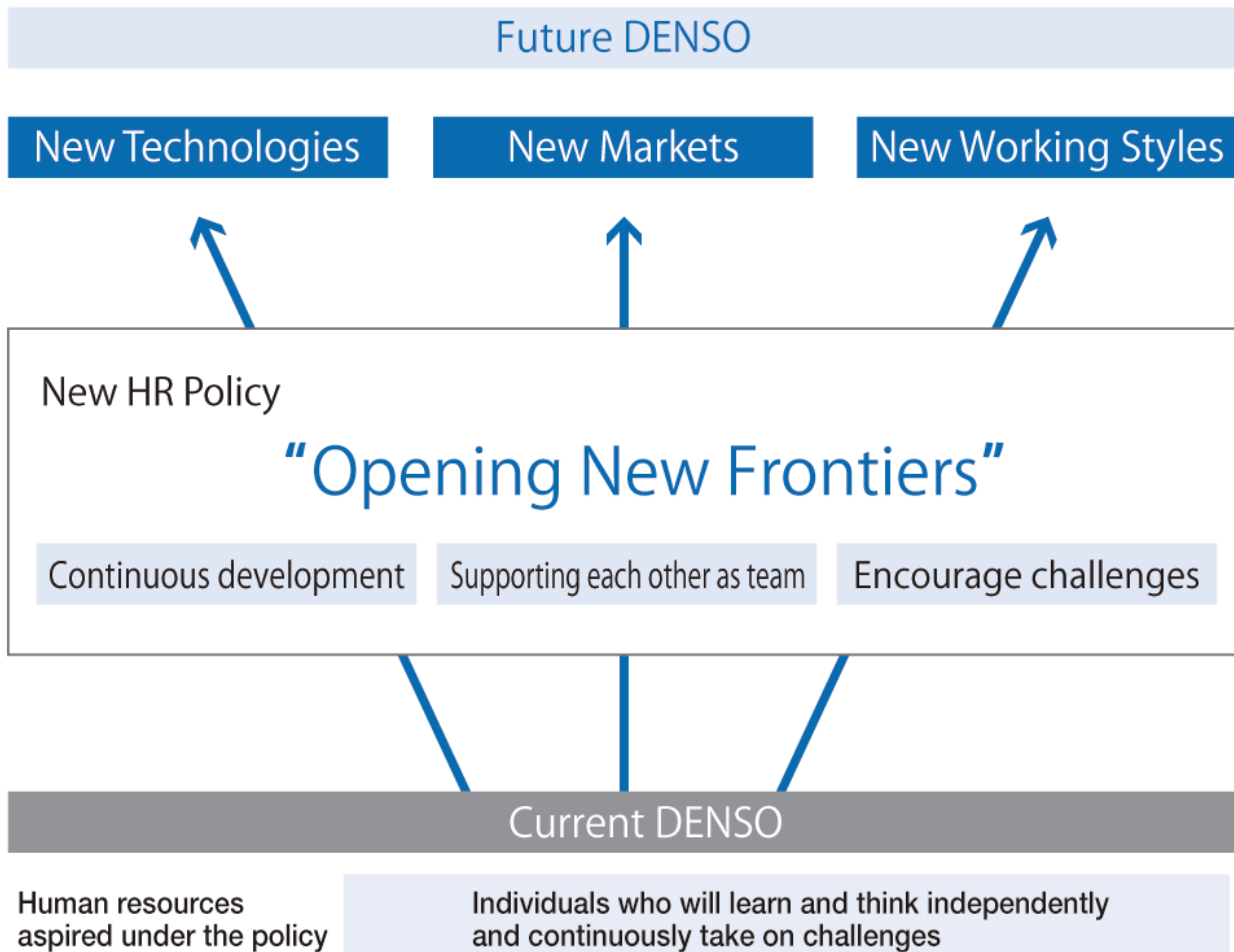 Future DENSO
New Technologies
New Markets
New Working Styles
New HR Policy
“Opening New Frontiers”
Continuous development
Supporting each other as team
Encourage challenges
Current DENSO
Human resources
aspired under the policy
Individuals who will learn and think independently
and continuously take on challenges